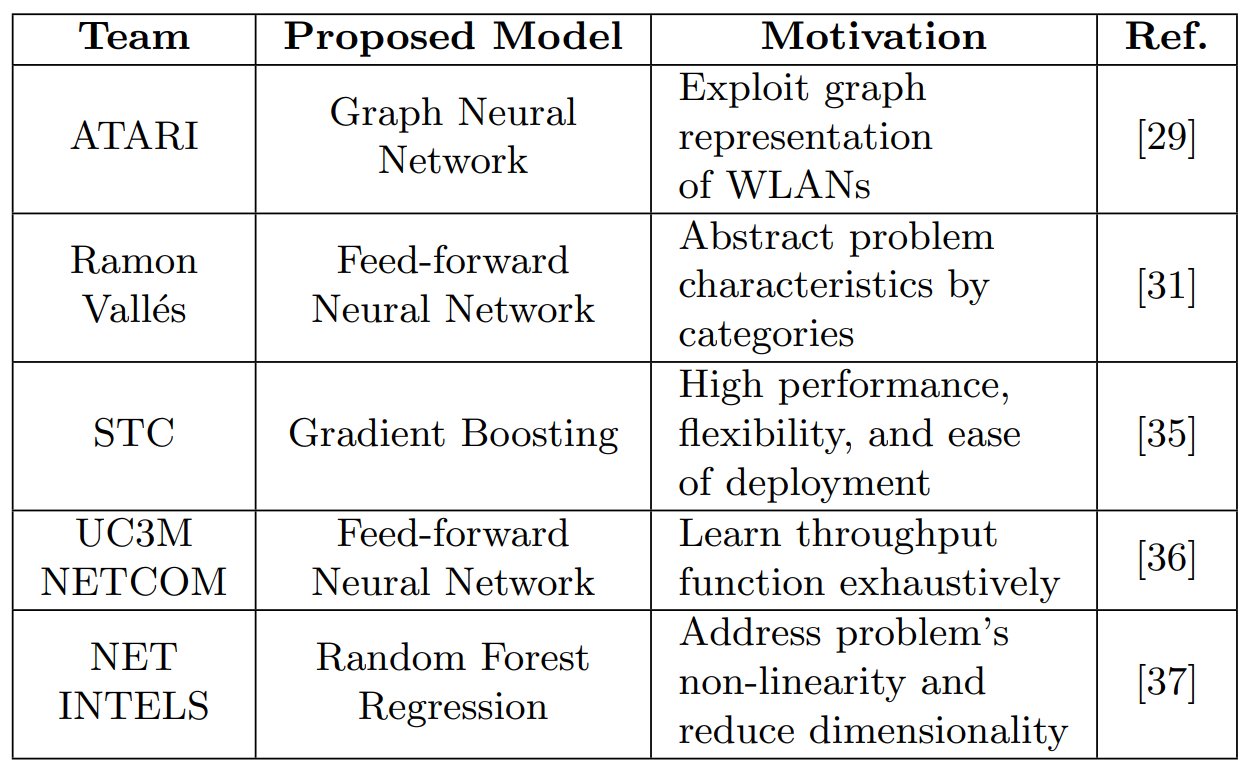 Team Proposed Model Motivation Ref.
ATARI
Graph Neural
Network
Exploit graph
representation
of WLANs
[29]
Ramon
Vallés
Feed-forward
Neural Network
Abstract problem
characteristics by
categories
[31]
STC
Gradient Boosting
High performance,
flexibility, and ease
of deployment
[35]
UC3M
NETCOM
Feed-forward
Neural Network
Learn throughput
function exhaustively
[36]
NET
INTELS
Random Forest
Regression
Address problem's
non-linearity and
reduce dimensionality
[37]